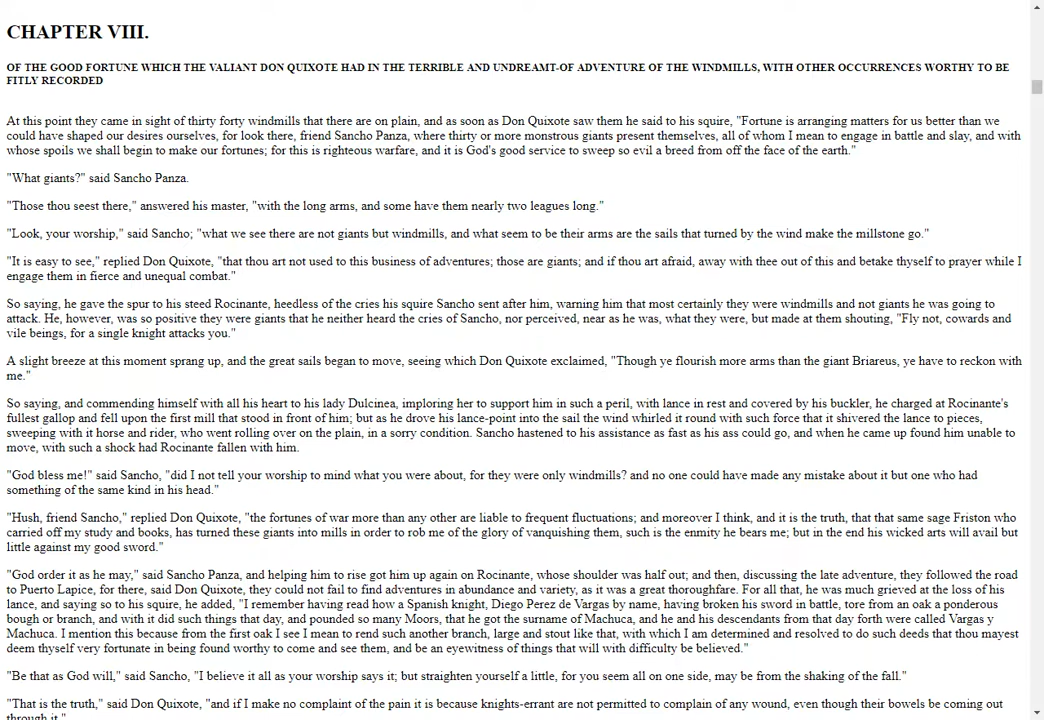 CHAPTER VIII.
OF THE GOOD FORTUNE WHICH THE VALIANT DON QUIXOTE HAD IN THE TERRIBLE AND UNDREAMT-OF ADVENTURE OF THE WINDMILLS, WITH OTHER OCCURRENCES WORTHY TO BE
FITLY RECORDED
At this point they came in sight of thirty forty windmills that there are on plain, and as soon as Don Quixote saw them he said to his squire, "Fortune is arranging matters for us better than we
could have shaped our desires ourselves, for look there, friend Sancho Panza, where thirty or more monstrous giants present themselves, all of whom I mean to engage in battle and slay, and with
whose spoils we shall begin to make our fortunes; for this is righteous warfare, and it is God's good service to sweep so evil a breed from off the face of the earth."
"What giants?" said Sancho Panza.
"Those thou seest there," answered his master, "with the long arms, and some have them nearly two leagues long."
"Look, your worship," said Sancho; "what we see there are not giants but windmills, and what seem to be their arms are the sails that turned by the wind make the millstone go."
"It is easy to see," replied Don Quixote, "that thou art not used to this business of adventures; those are giants; and if thou art afraid, away with thee out of this and betake thyself to prayer while I
engage them in fierce and unequal combat."
So saying, he gave the spur to his steed Rocinante, heedless of the cries his squire Sancho sent after him, warning him that most certainly they were windmills and not giants he was going to
attack. He, however, was so positive they were giants that he neither heard the cries of Sancho, nor perceived, near as he was, what they were, but made at them shouting, "Fly not, cowards and
vile beings, for a single knight attacks you."
A slight breeze at this moment sprang up, and the great sails began to move, seeing which Don Quixote exclaimed, "Though ye flourish more arms than the giant Briareus, ye have to reckon with
me."
So saying, and commending himself with all his heart to his lady Dulcinea, imploring her to support him in such a peril, with lance in rest and covered by his buckler, he charged at Rocinante's
fullest gallop and fell upon the first mill that stood in front of him; but as he drove his lance-point into the sail the wind whirled it round with such force that it shivered the lance to pieces,
sweeping with it horse and rider, who went rolling over on the plain, in a sorry condition. Sancho hastened to his assistance as fast as his ass could go, and when he came up found him unable to
move, with such a shock had Rocinante fallen with him.
"God bless me!" said Sancho, "did I not tell your worship to mind what you were about, for they were only windmills? and no one could have made any mistake about it but one who had
something of the same kind in his head."
"Hush, friend Sancho," replied Don Quixote, "the fortunes of war more than any other are liable to frequent fluctuations; and moreover I think, and it is the truth, that that same sage Friston who
carried off my study and books, has turned these giants into mills in order to rob me of the glory of vanquishing them, such is the enmity he bears me; but in the end his wicked arts will avail but
little against my good sword."
"God order it as he may," said Sancho Panza, and helping him to rise got him up again on Rocinante, whose shoulder was half out; and then, discussing the late adventure, they followed the road
to Puerto Lapice, for there, said Don Quixote, they could not fail to find adventures in abundance and variety, as it was a great thoroughfare. For all that, he was much grieved at the loss of his
lance, and saying so to his squire, he added, "I remember having read how a Spanish knight, Diego Perez de Vargas by name, having broken his sword in battle, tore from an oak a ponderous
bough or branch, and with it did such things that day, and pounded so many Moors, that he got the surname of Machuca, and he and his descendants from that day forth were called Vargas y
Machuca. I mention this because from the first oak I see I mean to rend such another branch, large and stout like that, with which I am determined and resolved to do such deeds that thou mayest
deem thyself very fortunate in being found worthy to come and see them, and be an eyewitness of things that will with difficulty be believed."
"Be that as God will," said Sancho, "I believe it all as your worship says it; but straighten yourself a little, for you seem all on one side, may be from the shaking of the fall."
"That is the truth," said Don Quixote, "and if I make no complaint of the pain it is because knights-errant are not permitted to complain of any wound, even though their bowels be coming out
through it."